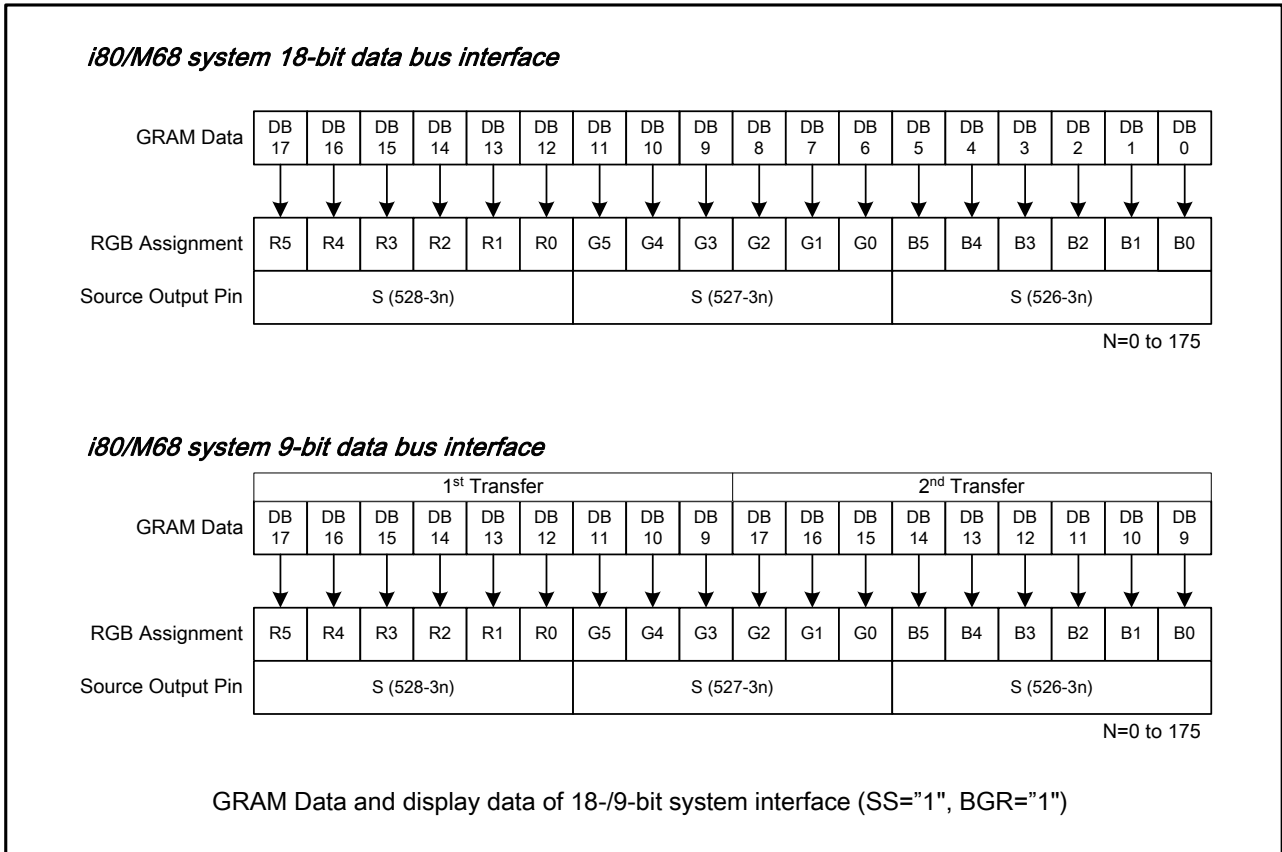 i80/M68 system 18-bit data bus interface
GRAM Data DB 17 DB 16 DB 15 DB 14 DB 13 DB 12 DB 11 DB 10 DB 9 DB 8 DB 7 DB 6 DB 5 DB 4 DB 3 DB 2 DB 1 DB 0
RGB Assignment R5 R4 R3 R2 R1 R0 G5 G4 G3 G2 G1 G0 B5 B4 B3 B2 B1 B0
Source Output Pin S (528-3n) S (527-3n) S (526-3n)
N=0 to 175
i80/M68 system 9-bit data bus interface
1st Transfer 2nd Transfer
GRAM Data DB 17 DB 16 DB 15 DB 14 DB 13 DB 12 DB 11 DB 10 DB 9 DB 17 DB 16 DB 15 DB 14 DB 13 DB 12 DB 11 DB 10 DB 9
RGB Assignment R5 R4 R3 R2 R1 R0 G5 G4 G3 G2 G1 G0 B5 B4 B3 B2 B1 B0
Source Output Pin S (528-3n) S (527-3n) S (526-3n)
N=0 to 175
GRAM Data and display data of 18-/9-bit system interface (SS=”1", BGR=”1")